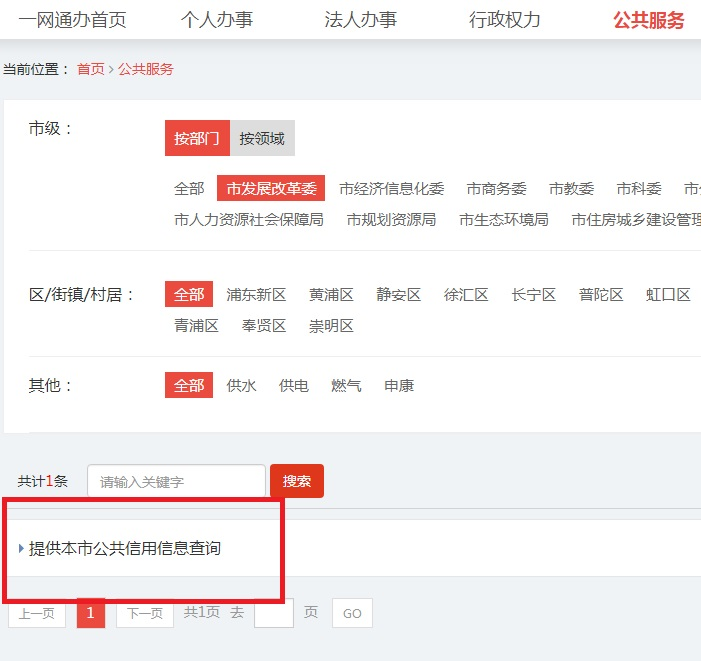 一网通办首页 个人办事 法人办事 行政权力 公共服务
当前位置： 首页 > 公共服务
市级： 按部门 按领域
全部 市发展改革委 市经济信息化委 市商务委 市教委 市科委 市
市人力资源社会保障局 市规划资源局 市生态环境局 市住房城乡建设管理
区/街镇/村居： 全部 浦东新区 黄浦区 静安区 徐汇区 长宁区 普陀区 虹口区
青浦区 奉贤区 崇明区
其他： 全部 供水 供电 燃气 申康
共计1条 请输入关键字 搜索
提供本市公共信用信息查询
上一页 1 下一页 共1页 去 页 GO